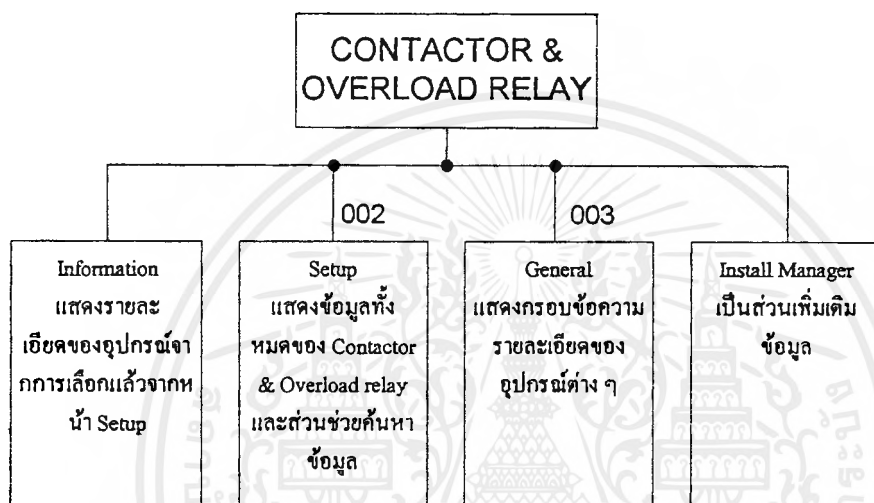 CONTACTOR &
OVERLOAD RELAY
002
003
Information
แสดงรายละ
เอียดของอุปกรณ์จา
กการเลือกแล้วจากห
น้า Setup
Setup
แสดงข้อมูลทั้ง
หมดของ Contactor
& Overload relay
และส่วนช่วยค้นหา
ข้อมูล
General
แสดงกรอบข้อความ
รายละเอียดของ
อุปกรณ์ต่าง ๆ
Install Manager
เป็นส่วนเพิ่มเติม
ข้อมูล